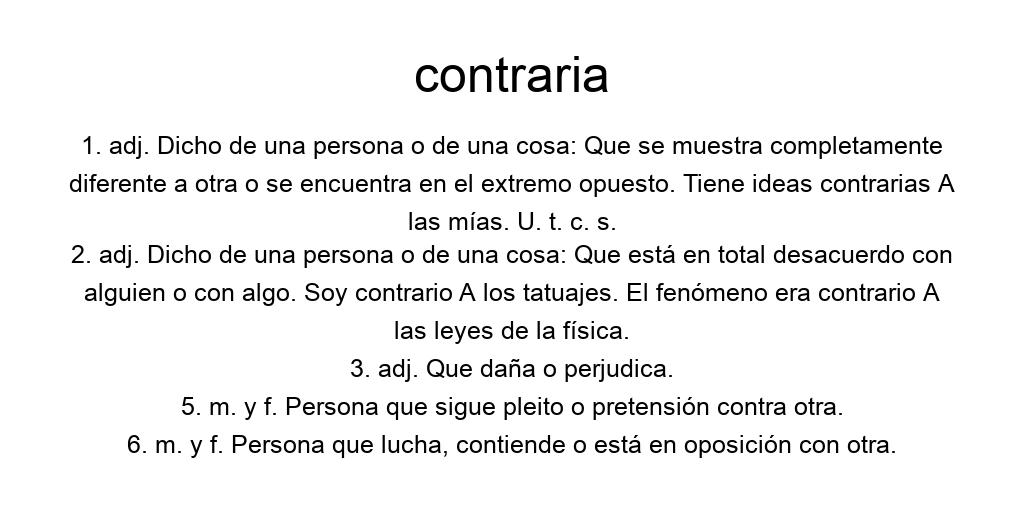 contraria
1. adj. Dicho de una persona o de una cosa: Que se muestra completamente
diferente a otra o se encuentra en el extremo opuesto. Tiene ideas contrarias A
las mías. U. t. c. s.
2. adj. Dicho de una persona o de una cosa: Que está en total desacuerdo con
alguien o con algo. Soy contrario A los tatuajes. El fenómeno era contrario A
las leyes de la física.
3. adj. Que daña o perjudica.
5. m. y f. Persona que sigue pleito o pretensión contra otra.
6. m. y f. Persona que lucha, contiende o está en oposición con otra.